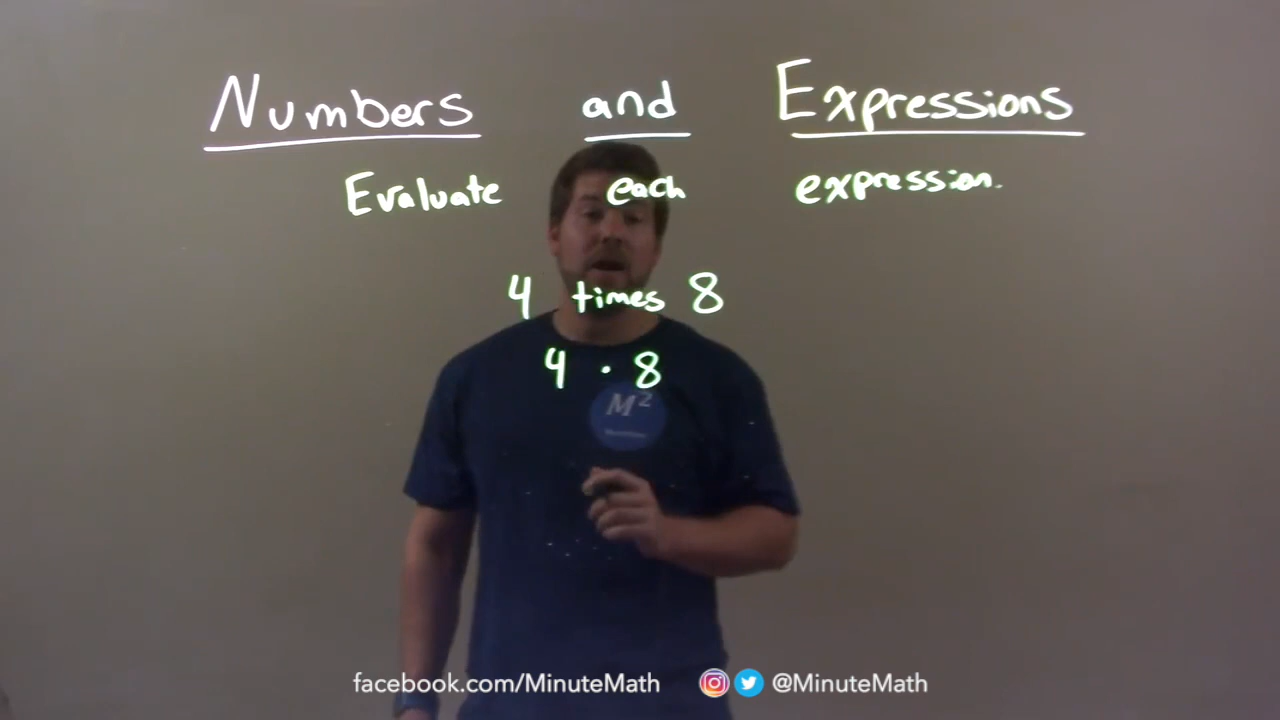 Numbers and Expressions
Evaluate each expression.
4 times 8
4 · 8
M²
facebook.com/MinuteMath @MinuteMath